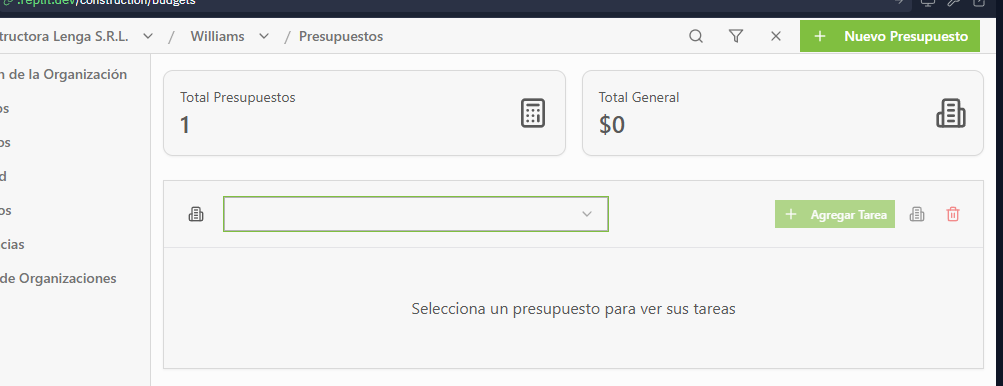 .replit.dev/construction/budgets
tructora Lenga S.R.L. / Williams / Presupuestos
+ Nuevo Presupuesto
n de la Organización
os
os
d
os
cias
de Organizaciones
Total Presupuestos
1
Total General
$0
+ Agregar Tarea
Selecciona un presupuesto para ver sus tareas